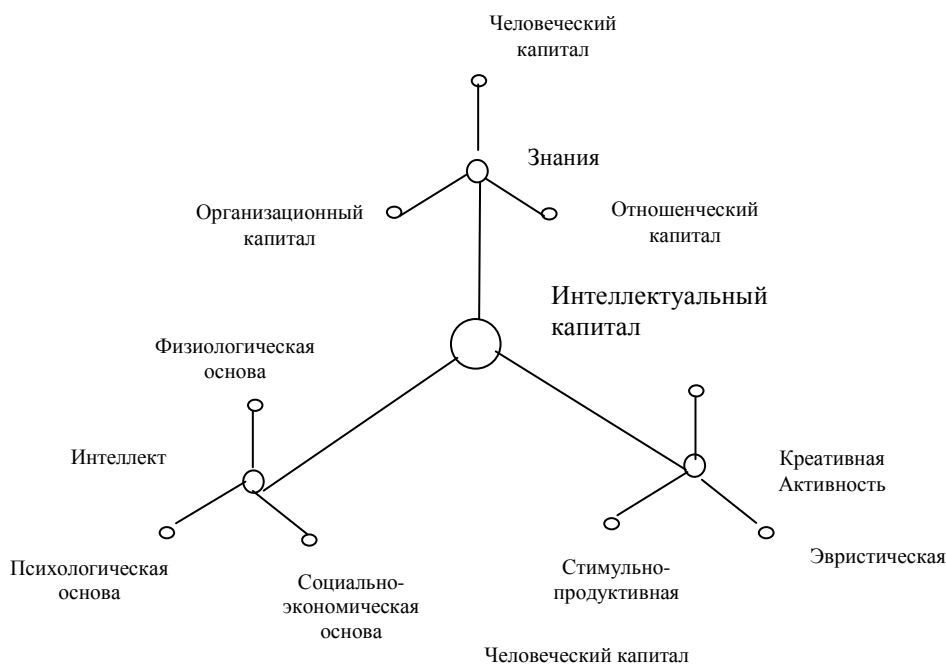 Человеческий
капитал
Знания
Организационный
капитал
Отношенческий
капитал
Интеллектуальный
капитал
Физиологическая
основа
Интеллект
Креативная
Активность
Психологическая
основа
Социально-
экономическая
основа
Стимульно-
продуктивная
Эвристическая
Человеческий капитал